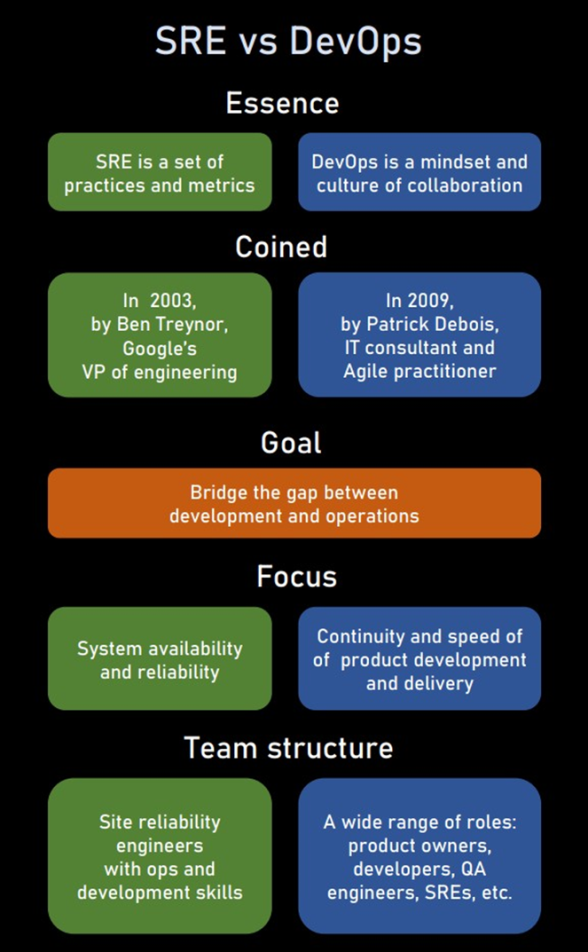 SRE vs DevOps
Essence
SRE is a set of
practices and metrics
DevOps is a mindset and
culture of collaboration
Coined
In 2003,
by Ben Treynor,
Google's
VP of engineering
In 2009,
by Patrick Debois,
IT consultant and
Agile practitioner
Goal
Bridge the gap between
development and operations
Focus
System availability
and reliability
Continuity and speed of
of product development
and delivery
Team structure
Site reliability
engineers
with ops and
development skills
A wide range of roles:
product owners,
developers, QA
engineers, SREs, etc.